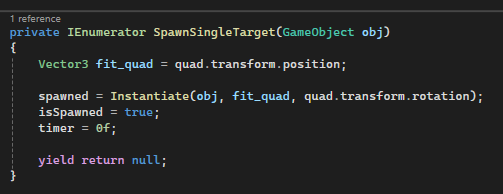 1 reference
private IEnumerator SpawnSingleTarget(GameObject obj)
{
Vector3 fit_quad = quad.transform.position;
spawned = Instantiate(obj, fit_quad, quad.transform.rotation);
isSpawned = true;
timer = 0f;
yield return null;
}